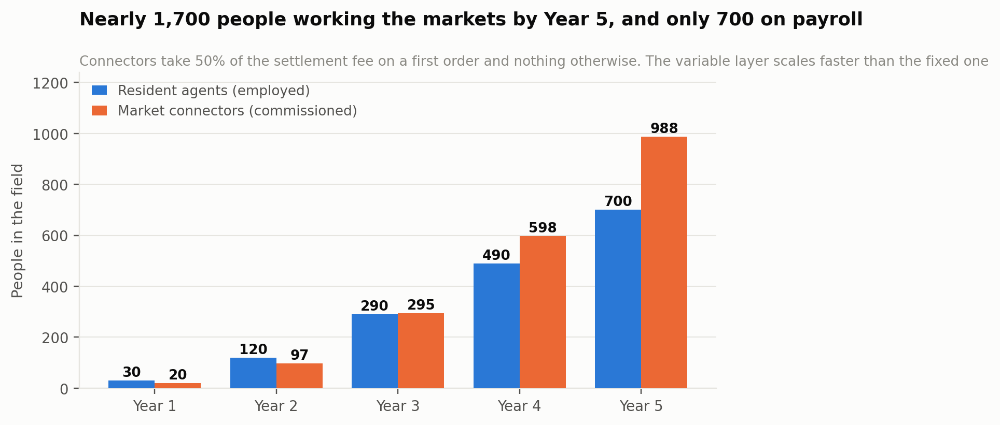 Nearly 1,700 people working the markets by Year 5, and only 700 on payroll
Connectors take 50% of the settlement fee on a first order and nothing otherwise. The variable layer scales faster than the fixed one
Resident agents (employed)
Market connectors (commissioned)
People in the field
1200
1000
800
600
400
200
0
30
20
120
97
290
295
490
598
700
988
Year 1
Year 2
Year 3
Year 4
Year 5